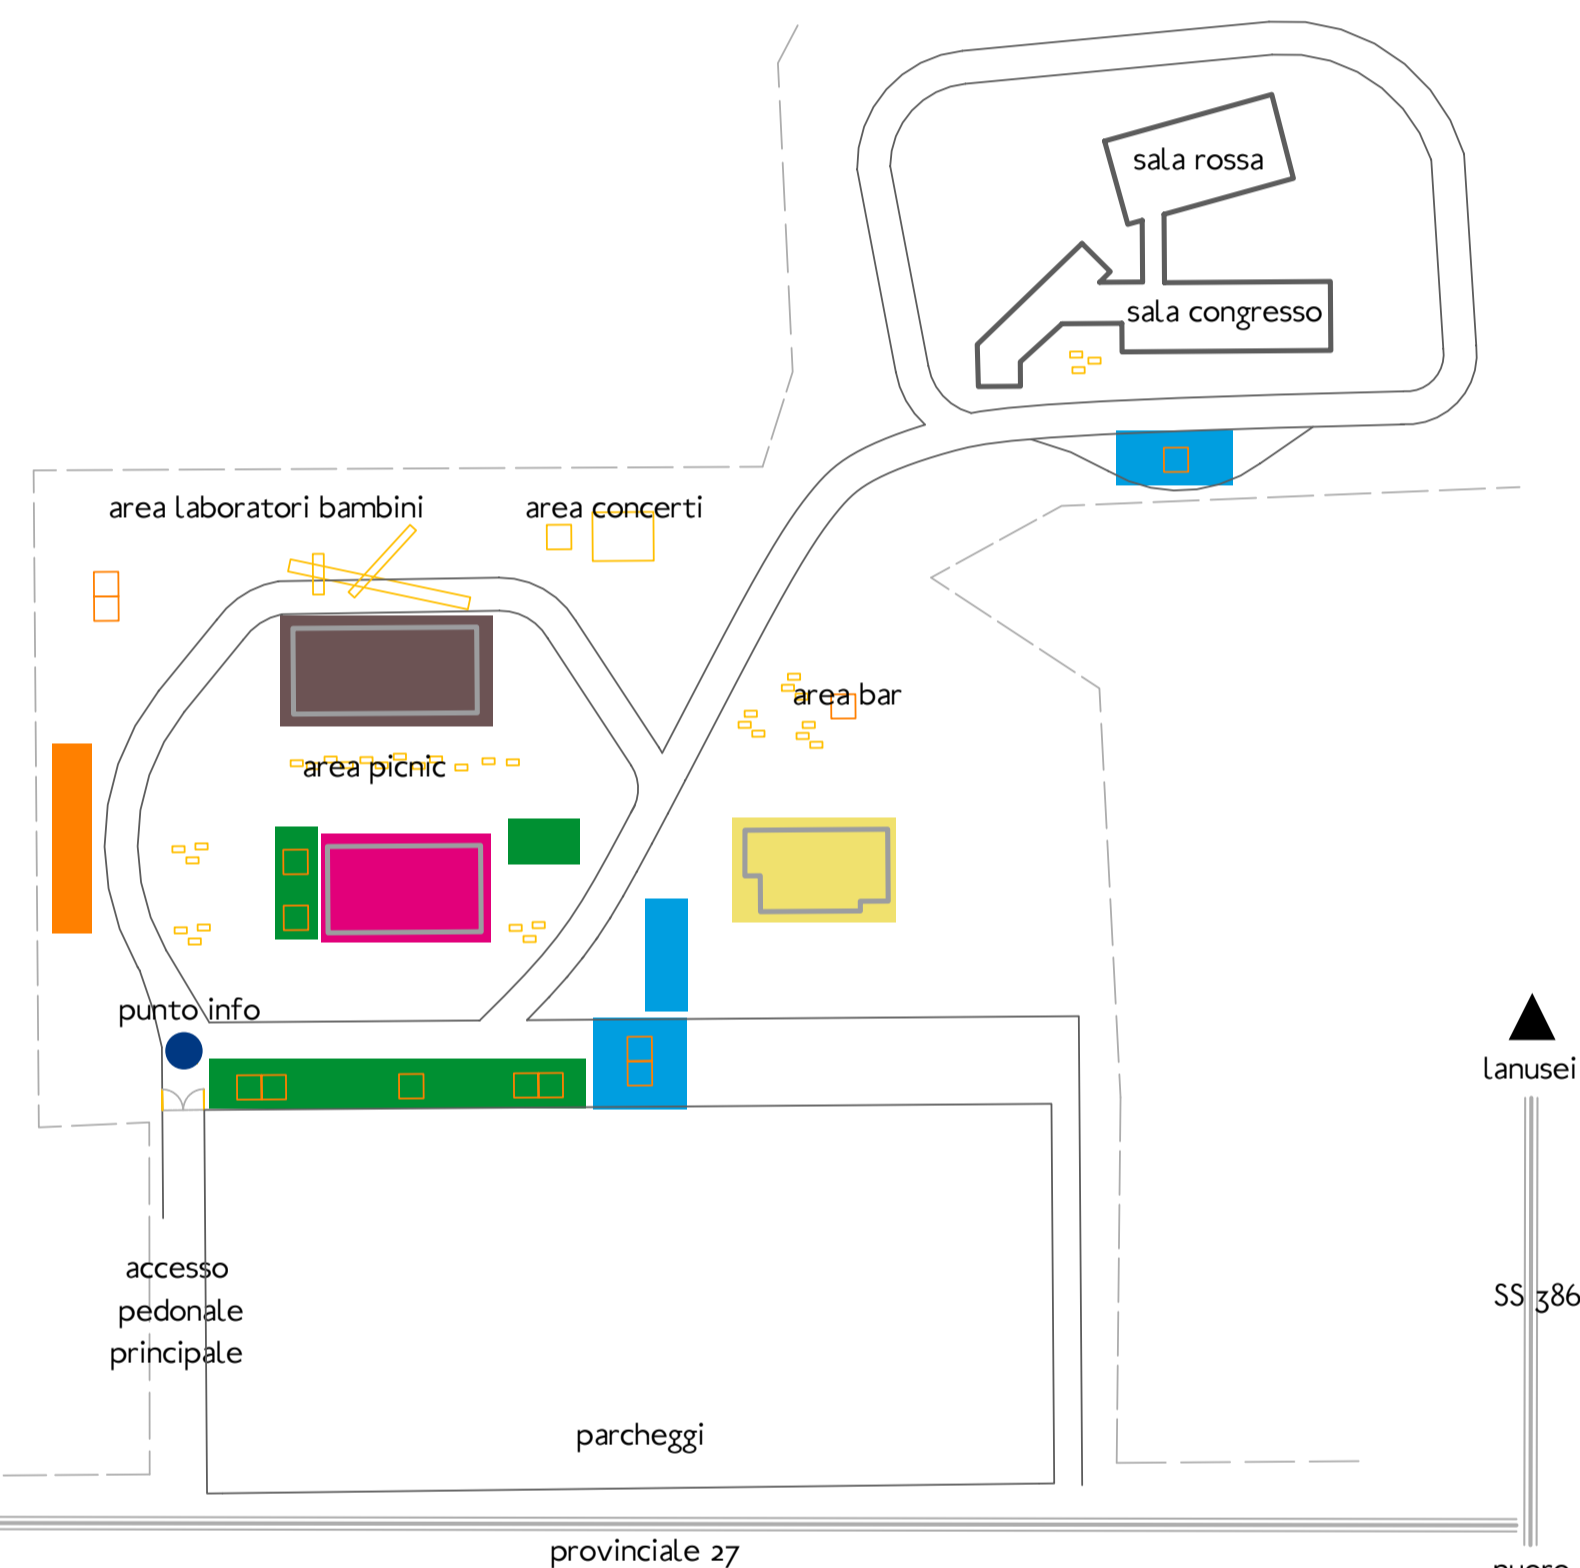 sala rossa
sala congresso
area laboratori bambini
area concerti
area bar
area picnic
punto info
lanusei
accesso
pedonale
principale
SS 386
parcheggi
provinciale 27